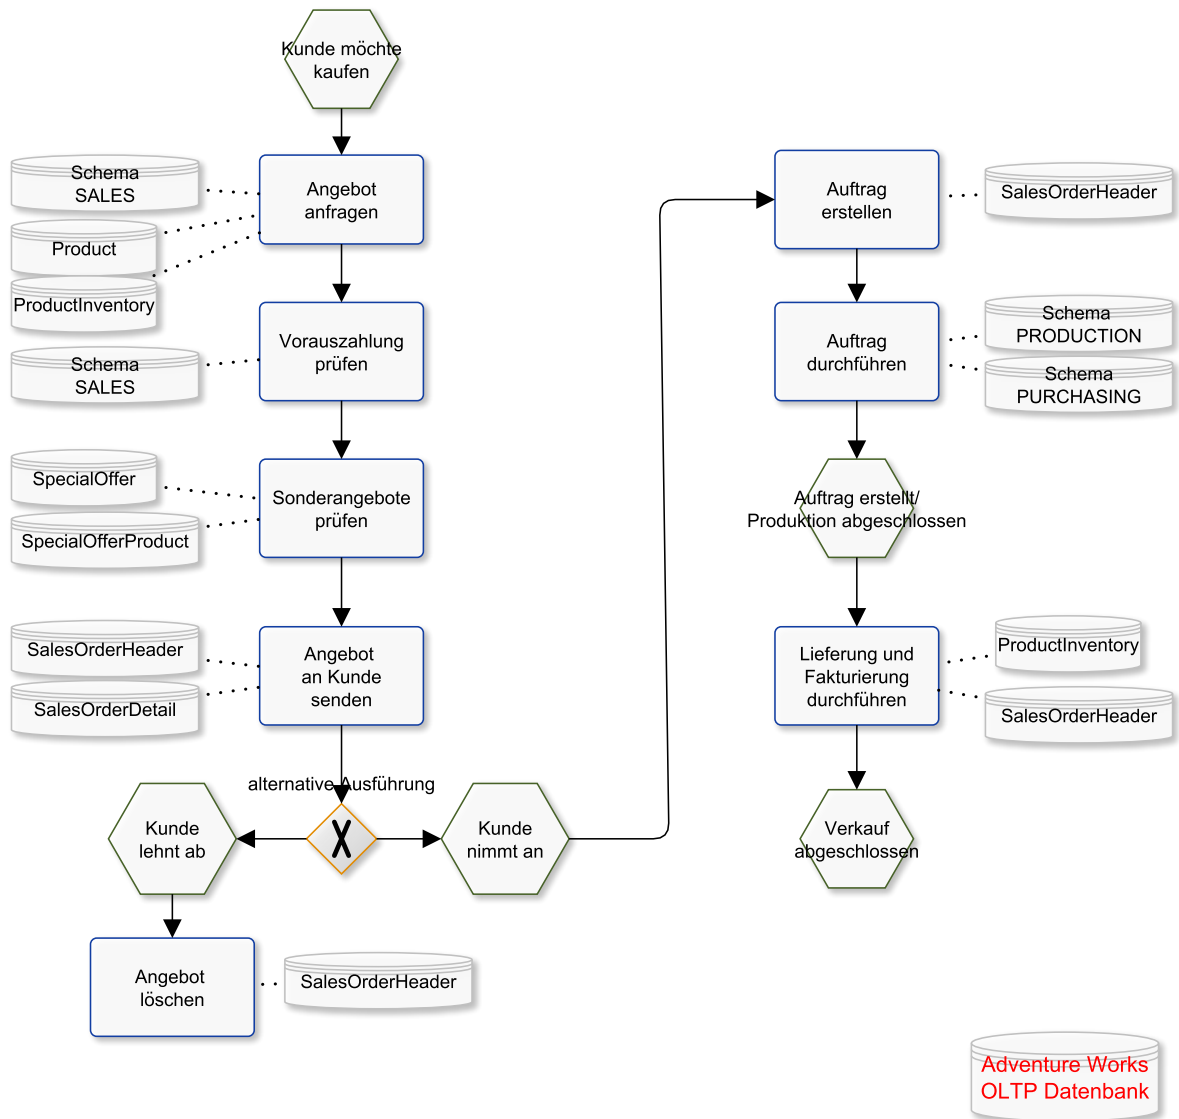 Kunde möchte
kaufen
Schema
SALES
Angebot
anfragen
Product
ProductInventory
Vorauszahlung
prüfen
Schema
SALES
SpecialOffer
Sonderangebote
prüfen
SpecialOfferProduct
SalesOrderHeader
Angebot
an Kunde
senden
SalesOrderDetail
alternative Ausführung
Kunde
lehnt ab
X
Kunde
nimmt an
Angebot
löschen
SalesOrderHeader
Auftrag
erstellen
SalesOrderHeader
Auftrag
durchführen
Schema
PRODUCTION
Schema
PURCHASING
Auftrag erstellt/
Produktion abgeschlossen
Lieferung und
Fakturierung
durchführen
ProductInventory
SalesOrderHeader
Verkauf
abgeschlossen
Adventure Works
OLTP Datenbank